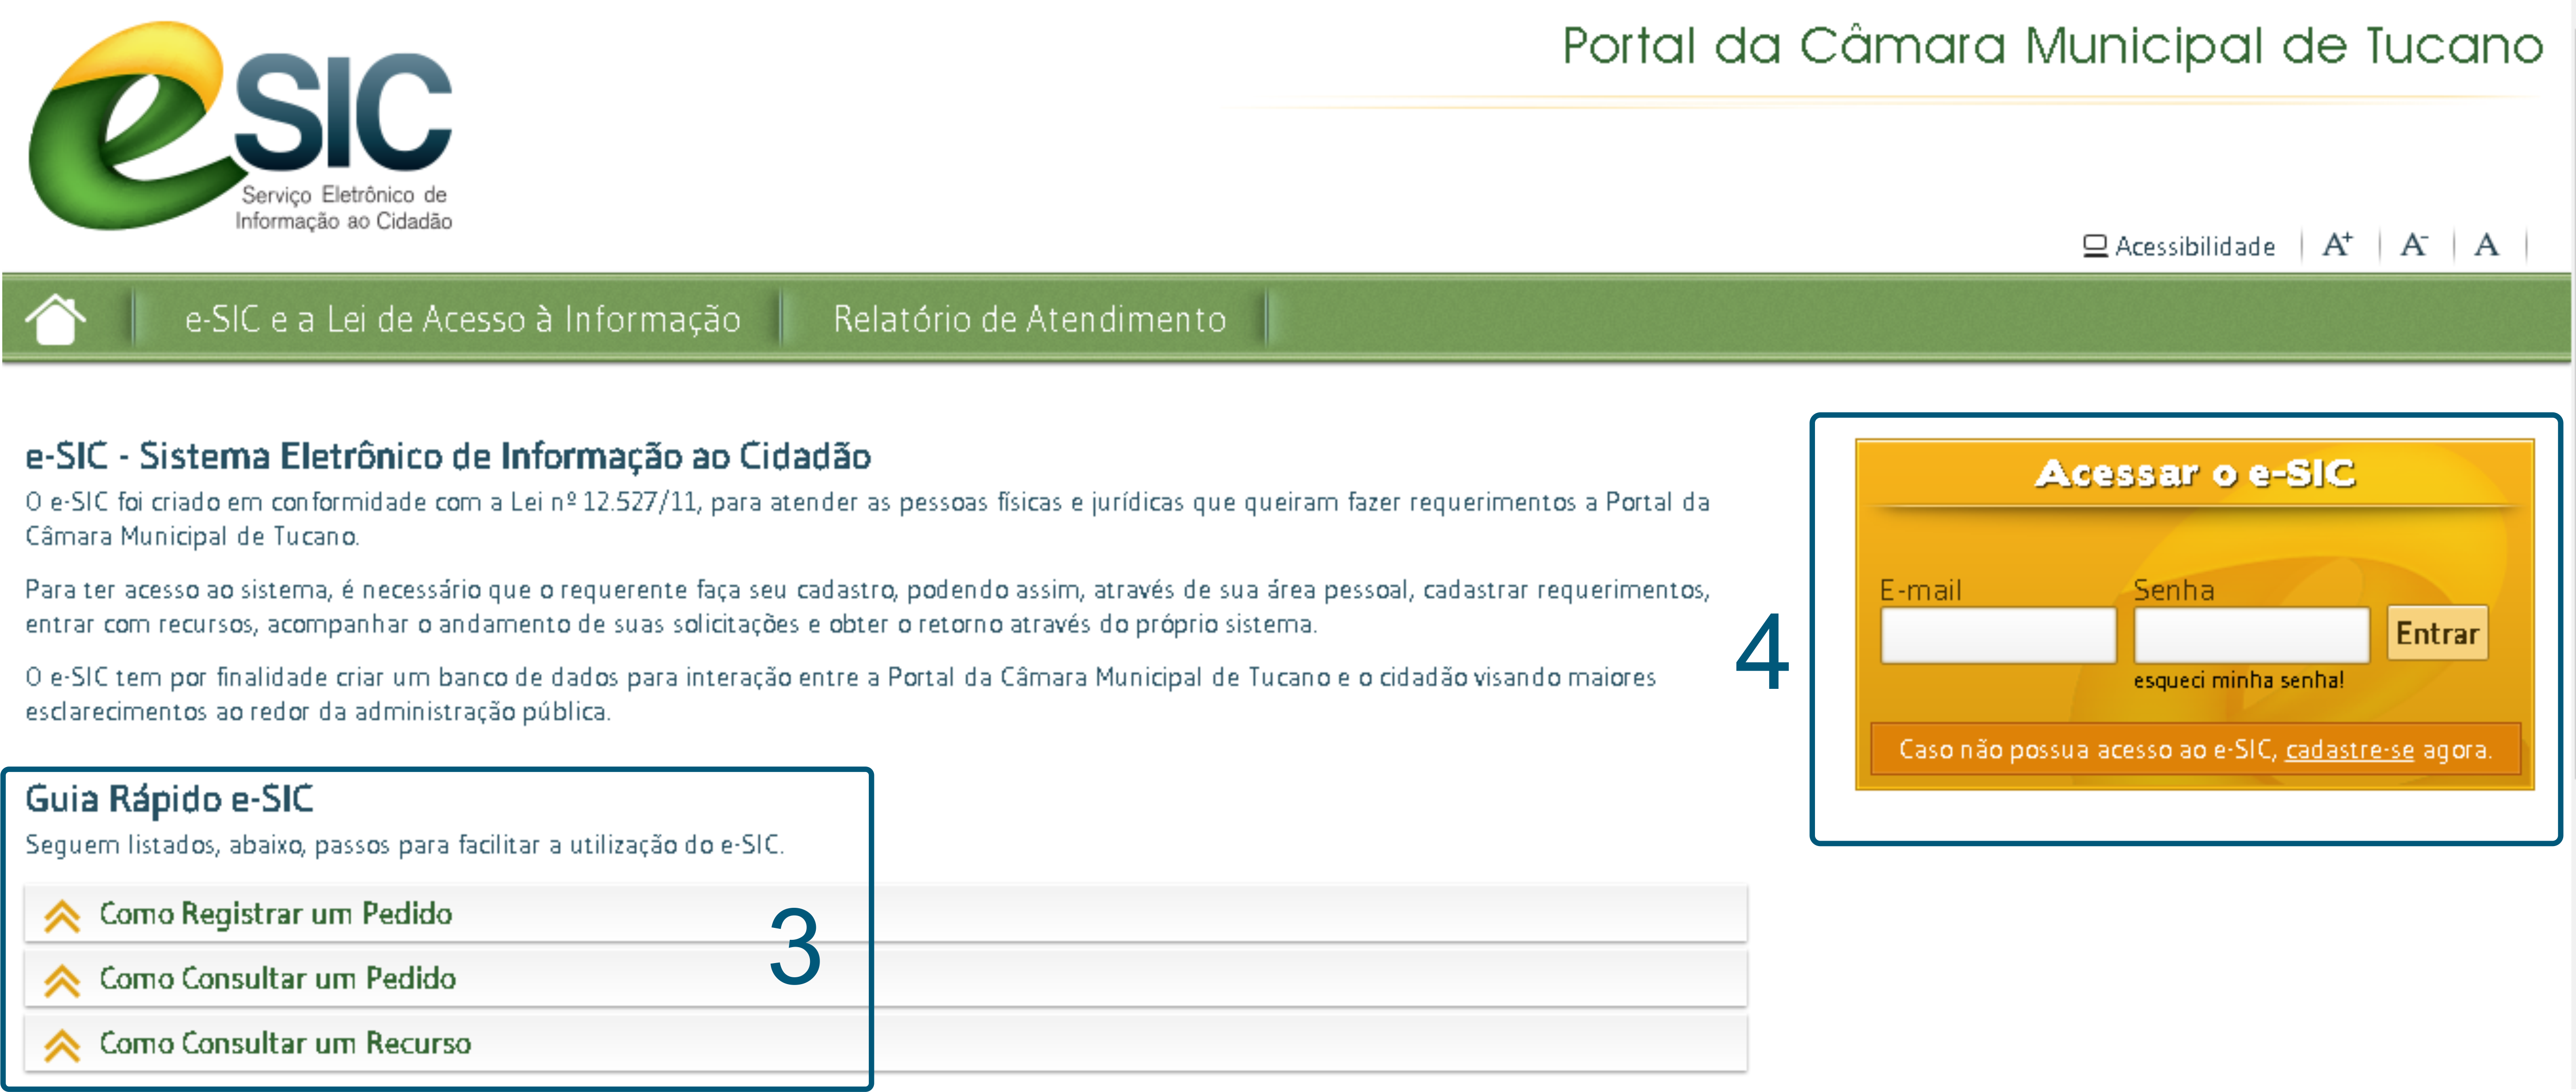 eSIC
Serviço Eletrônico de
Informação ao Cidadão
Portal da Câmara Municipal de Tucano
Acessibilidade | A+ | A- | A |
e-SIC e a Lei de Acesso à Informação | Relatório de Atendimento
e-SIC - Sistema Eletrônico de Informação ao Cidadão
O e-SIC foi criado em conformidade com a Lei nº 12.527/11, para atender as pessoas físicas e jurídicas que queiram fazer requerimentos a Portal da
Câmara Municipal de Tucano.
Para ter acesso ao sistema, é necessário que o requerente faça seu cadastro, podendo assim, através de sua área pessoal, cadastrar requerimentos,
entrar com recursos, acompanhar o andamento de suas solicitações e obter o retorno através do próprio sistema.
O e-SIC tem por finalidade criar um banco de dados para interação entre a Portal da Câmara Municipal de Tucano e o cidadão visando maiores
esclarecimentos ao redor da administração pública.
4
Acessar o e-SIC
E-mail
Senha
Entrar
esqueci minha senha!
Caso não possua acesso ao e-SIC, cadastre-se agora.
Guia Rápido e-SIC
Seguem listados, abaixo, passos para facilitar a utilização do e-SIC.
Como Registrar um Pedido
Como Consultar um Pedido
Como Consultar um Recurso
3